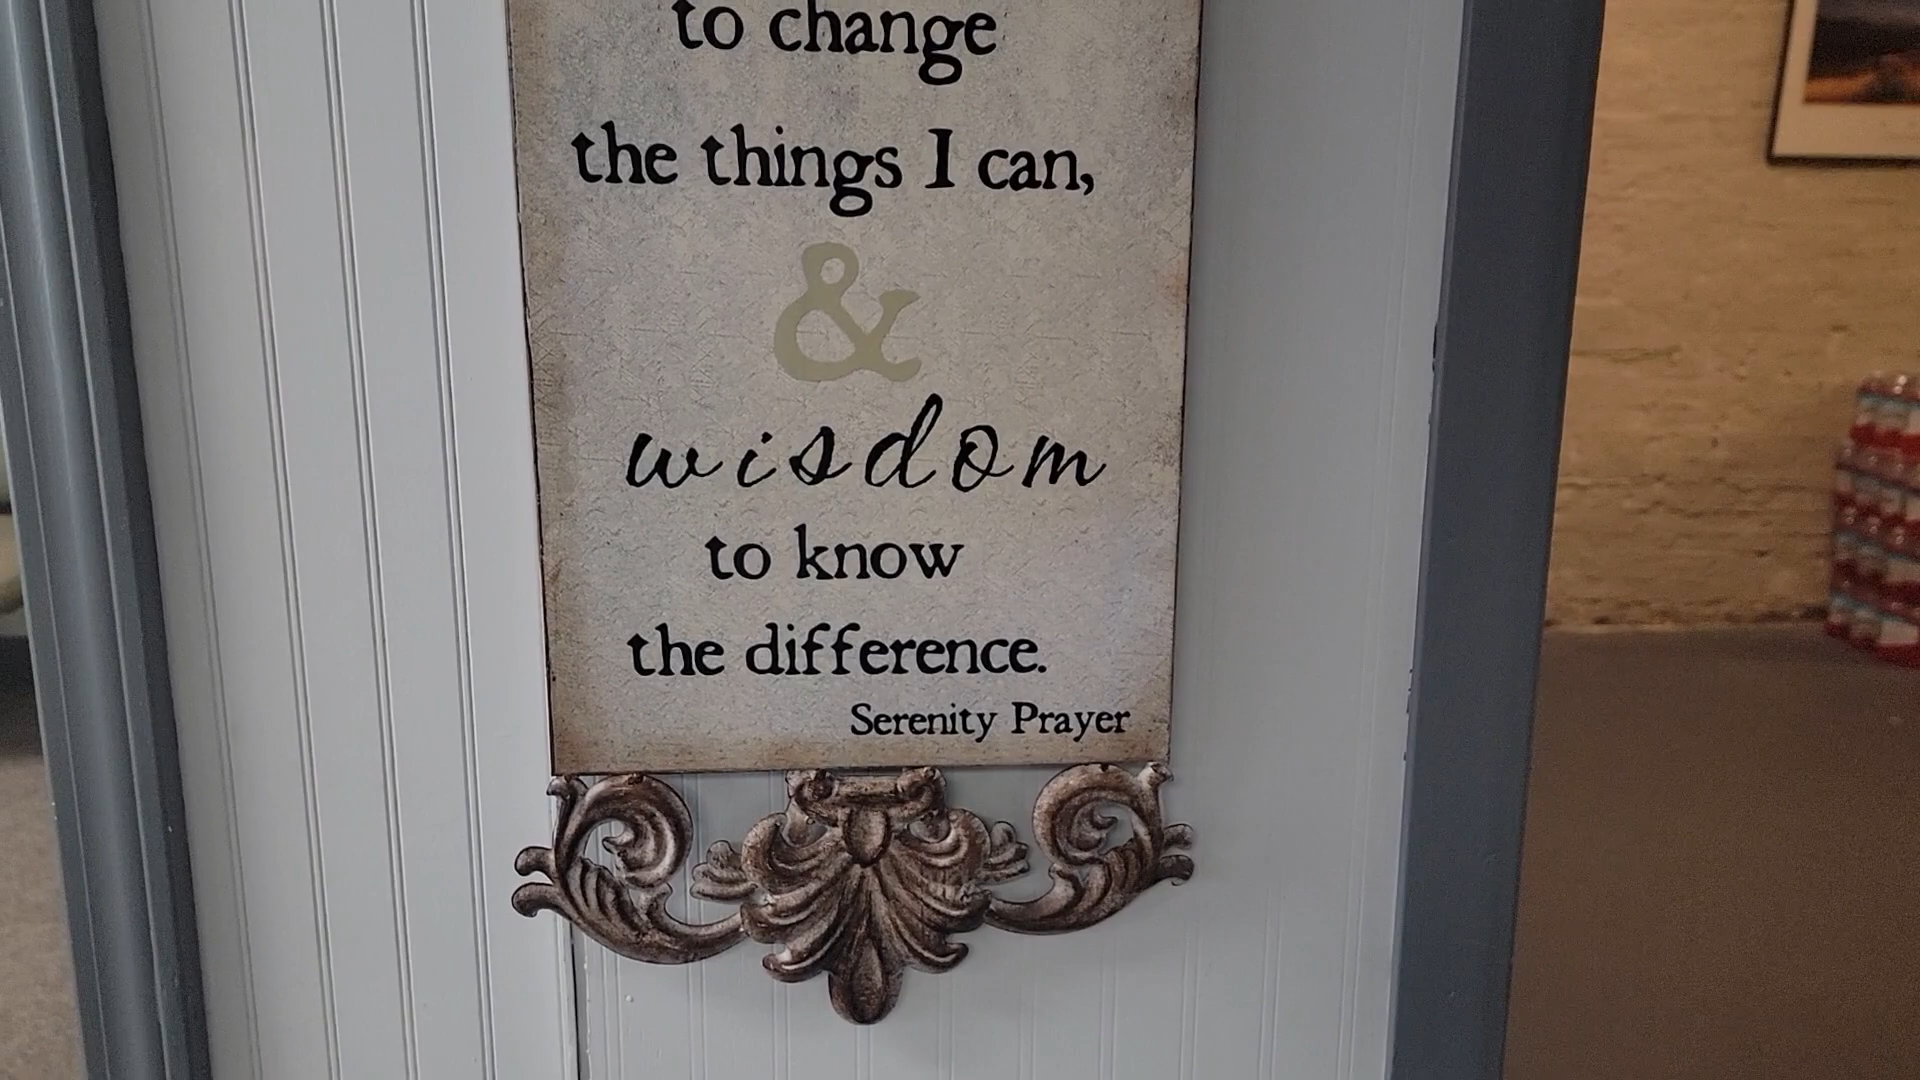 to change
the things I can,
&
wisdom
to know
the difference.
Serenity Prayer